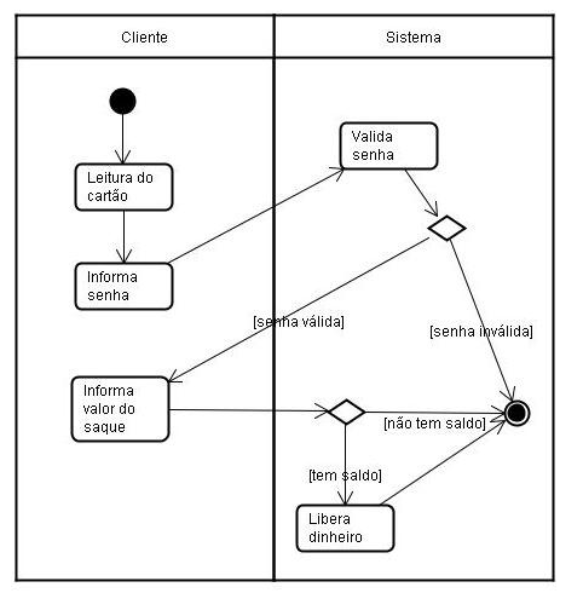 Cliente
Sistema
Leitura do
cartão
Informa
senha
Valida
senha
[senha válida]
[senha inválida]
Informa
valor do
saque
[não tem saldo]
[tem saldo]
Libera
dinheiro